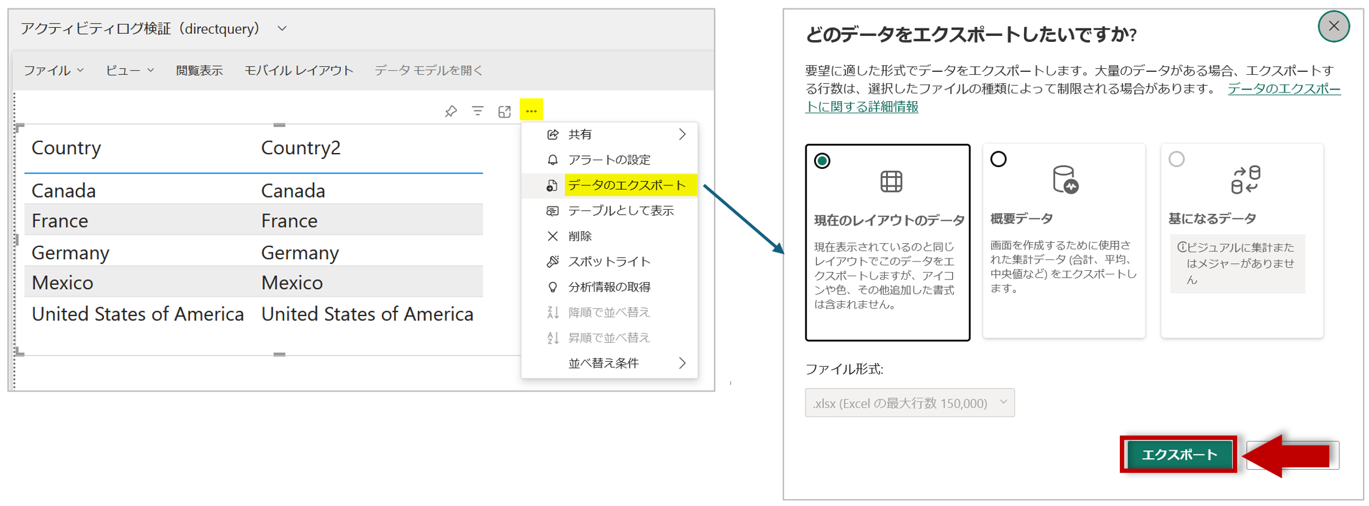 アクティビティログ検証（directquery）
ファイル ビュー 閲覧表示 モバイル レイアウト データ モデルを開く
Country Country2
Canada Canada
France France
Germany Germany
Mexico Mexico
United States of America United States of America
共有
アラートの設定
データのエクスポート
テーブルとして表示
削除
スポットライト
分析情報の取得
降順で並べ替え
昇順で並べ替え
並べ替え条件
どのデータをエクスポートしたいですか?
要望に適した形式でデータをエクスポートします。大量のデータがある場合、エクスポートす
る行数は、選択したファイルの種類によって制限される場合があります。 データのエクスポー
トに関する詳細情報
現在のレイアウトのデータ
現在表示されているのと同じ
レイアウトでこのデータをエ
クスポートしますが、アイコ
ンや色、その他追加した書式
は含まれません。
概要データ
画面を作成するために使用さ
れた集計データ (合計、平均、
中央値など) をエクスポートし
ます。
基になるデータ
ビジュアルに集計また
はメジャーがありませ
ん
ファイル形式:
.xlsx (Excel の最大行数 150,000)
エクスポート